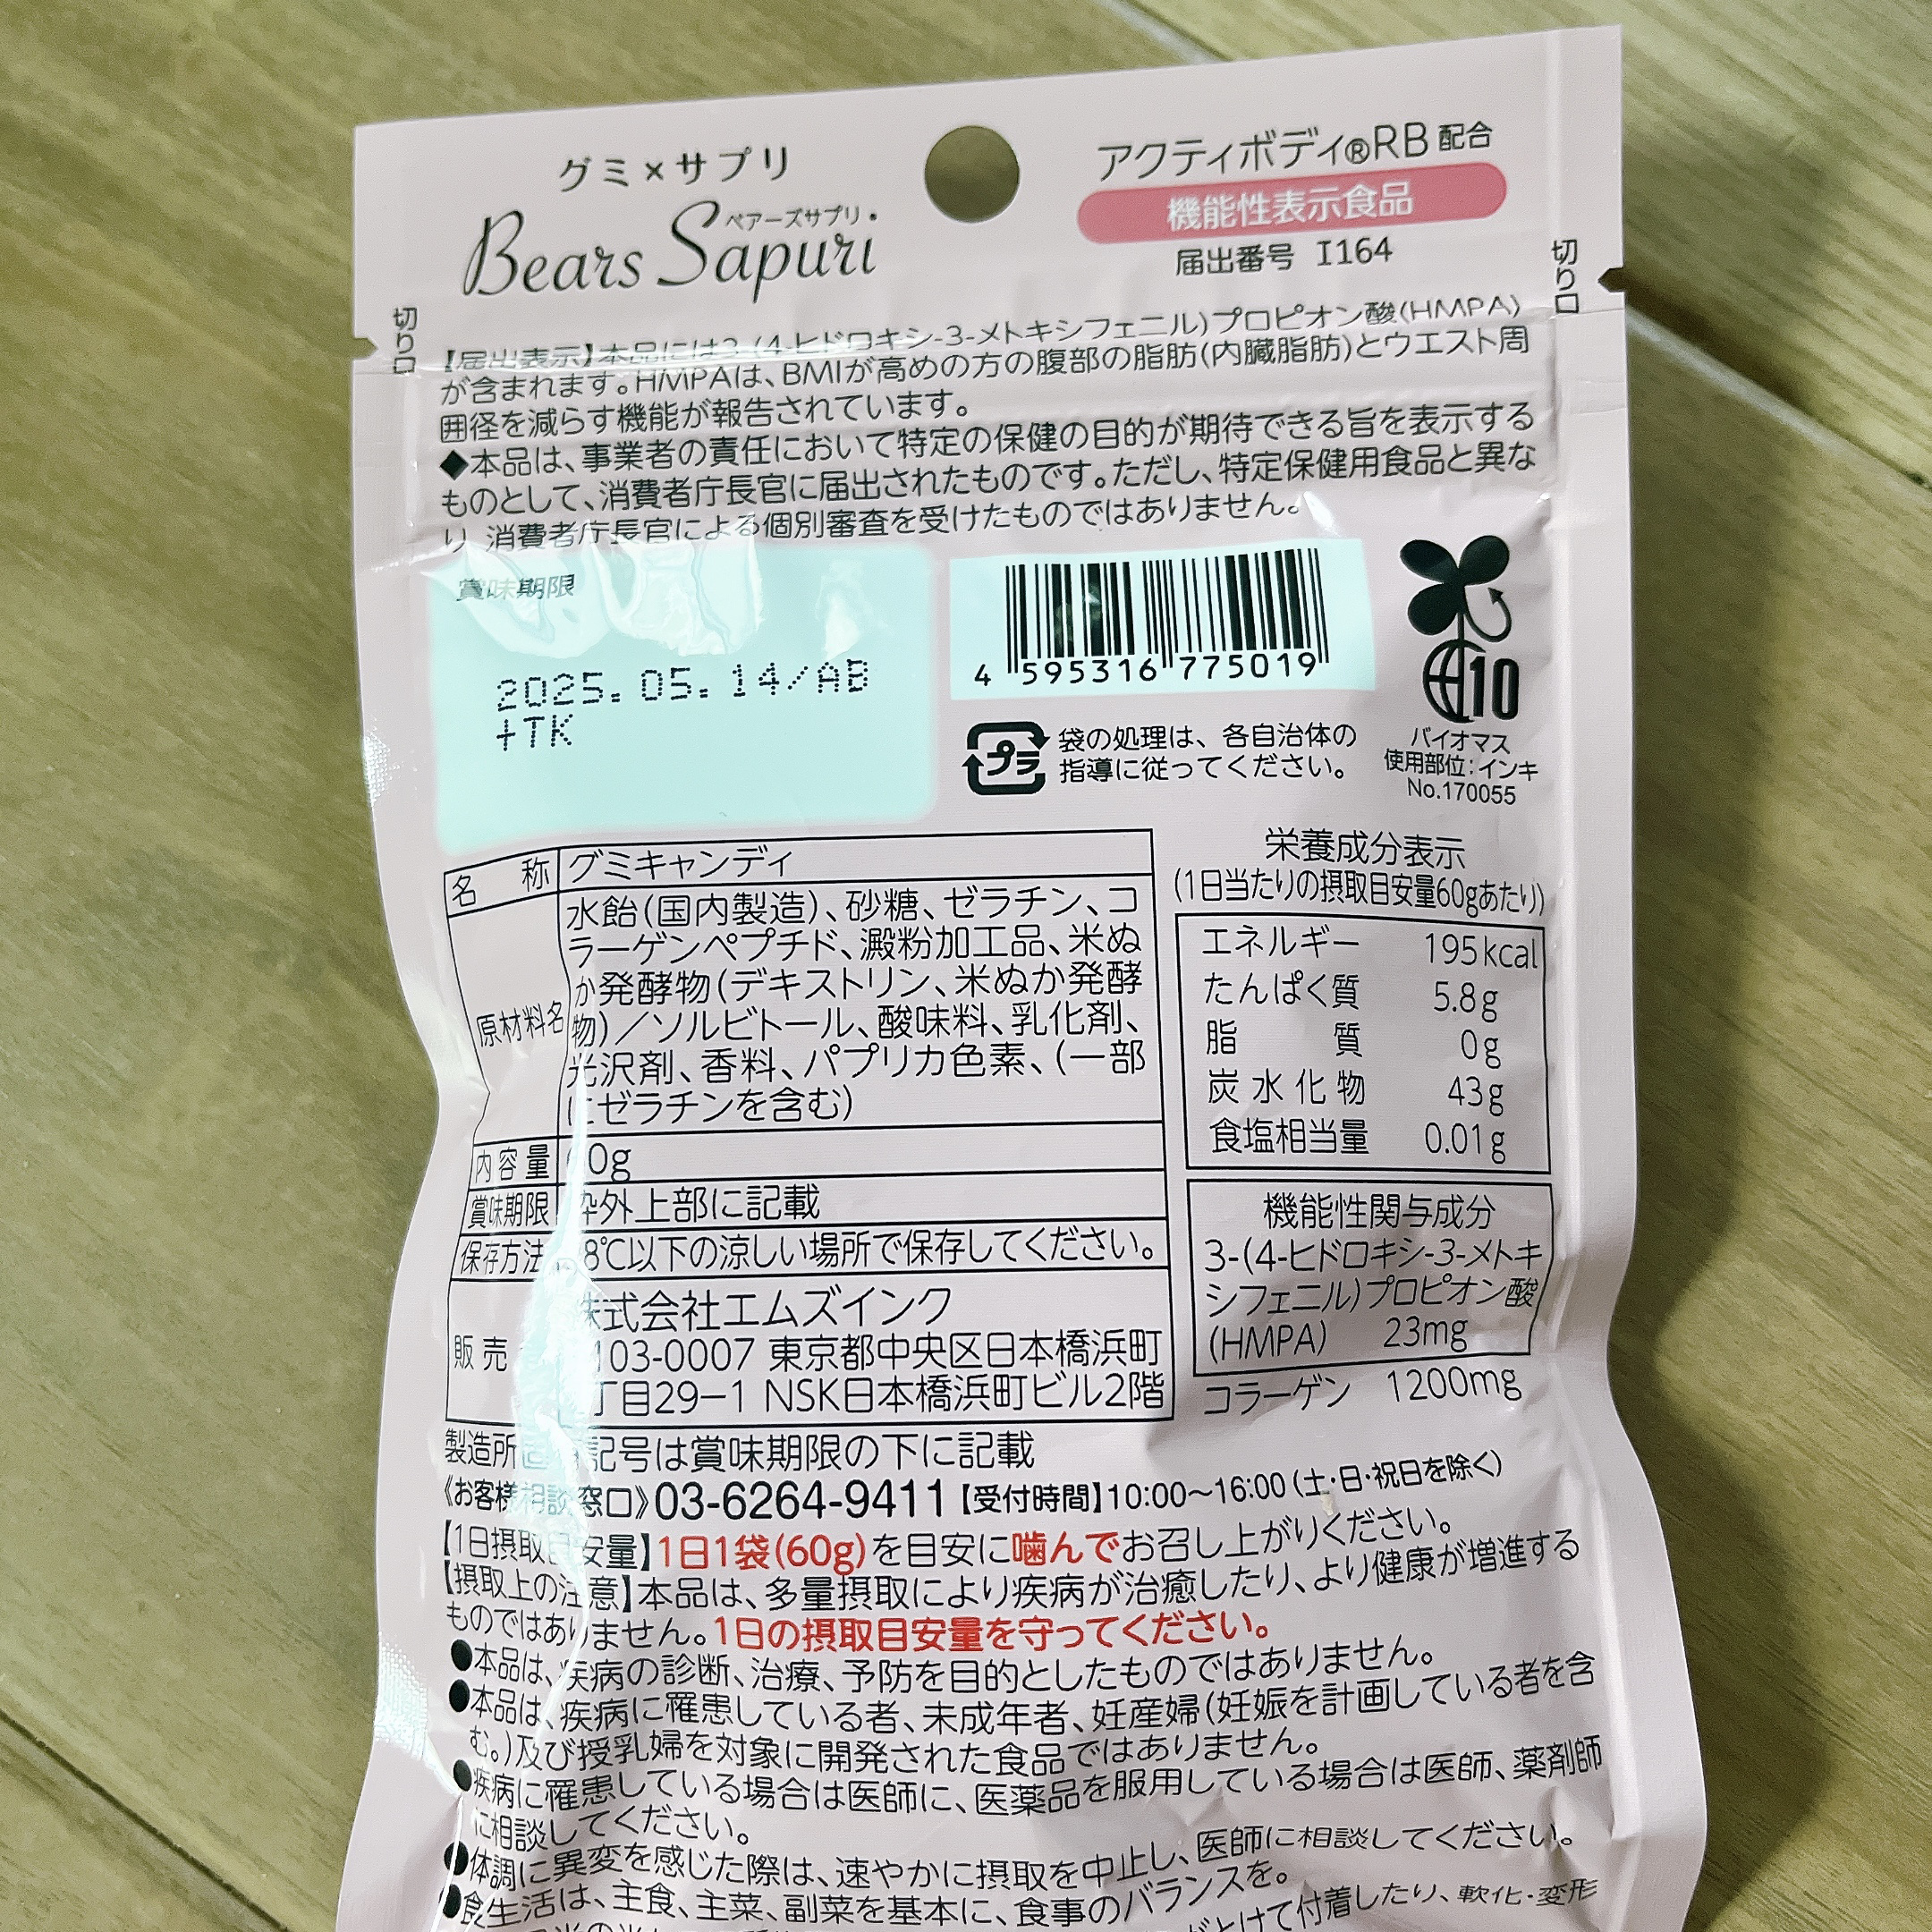 グミ×サプリ
ベアーズサプリ
Bears Sapuri
アクティボディ®RB配合
機能性表示食品
届出番号 I164
切り口
切り口
【届出表示】本品には3-(4-ヒドロキシ-3-メトキシフェニル)プロピオン酸(HMPA)
が含まれます。HMPAは、BMIが高めの方の腹部の脂肪(内臓脂肪)とウエスト周
囲径を減らす機能が報告されています。
◆本品は、事業者の責任において特定の保健の目的が期待できる旨を表示する
ものとして、消費者庁長官に届出されたものです。ただし、特定保健用食品と異な
り、消費者庁長官による個別審査を受けたものではありません。
賞味期限
2025.05.14/AB
+TK
4 595316 775019
プラ
袋の処理は、各自治体の
指導に従ってください。
10
バイオマス
使用部位:インキ
No.170055
名 称 グミキャンディ
原材料名
水飴(国内製造)、砂糖、ゼラチン、コ
ラーゲンペプチド、澱粉加工品、米ぬ
か発酵物(デキストリン、米ぬか発酵
物)/ソルビトール、酸味料、乳化剤、
光沢剤、香料、パプリカ色素、(一部
にゼラチンを含む)
内容量 0g
賞味期限 枠外上部に記載
保存方法 8℃以下の涼しい場所で保存してください。
販売
株式会社エムズインク
103-0007 東京都中央区日本橋浜町
丁目29-1 NSK日本橋浜町ビル2階
栄養成分表示
(1日当たりの摂取目安量60gあたり)
エネルギー 195kcal
たんぱく質 5.8g
脂質 0g
炭水化物 43g
食塩相当量 0.01g
機能性関与成分
3-(4-ヒドロキシ-3-メトキ
シフェニル)プロピオン酸
(HMPA) 23mg
コラーゲン 1200mg
製造所固 記号は賞味期限の下に記載
《お客様相談窓口》03-6264-9411【受付時間】10:00〜16:00(土・日・祝日を除く)
【1日摂取目安量】1日1袋(60g)を目安に噛んでお召し上がりください。
【摂取上の注意】本品は、多量摂取により疾病が治癒したり、より健康が増進する
ものではありません。1日の摂取目安量を守ってください。
●本品は、疾病の診断、治療、予防を目的としたものではありません。
●本品は、疾病に罹患している者、未成年者、妊産婦(妊娠を計画している者を含
む。)及び授乳婦を対象に開発された食品ではありません。
●疾病に罹患している場合は医師に、医薬品を服用している場合は医師、薬剤師
に相談してください。
●体調に異変を感じた際は、速やかに摂取を中止し、医師に相談してください。
●食生活は、主食、主菜、副菜を基本に、食事のバランスを。
とけて付着したり、軟化・変形